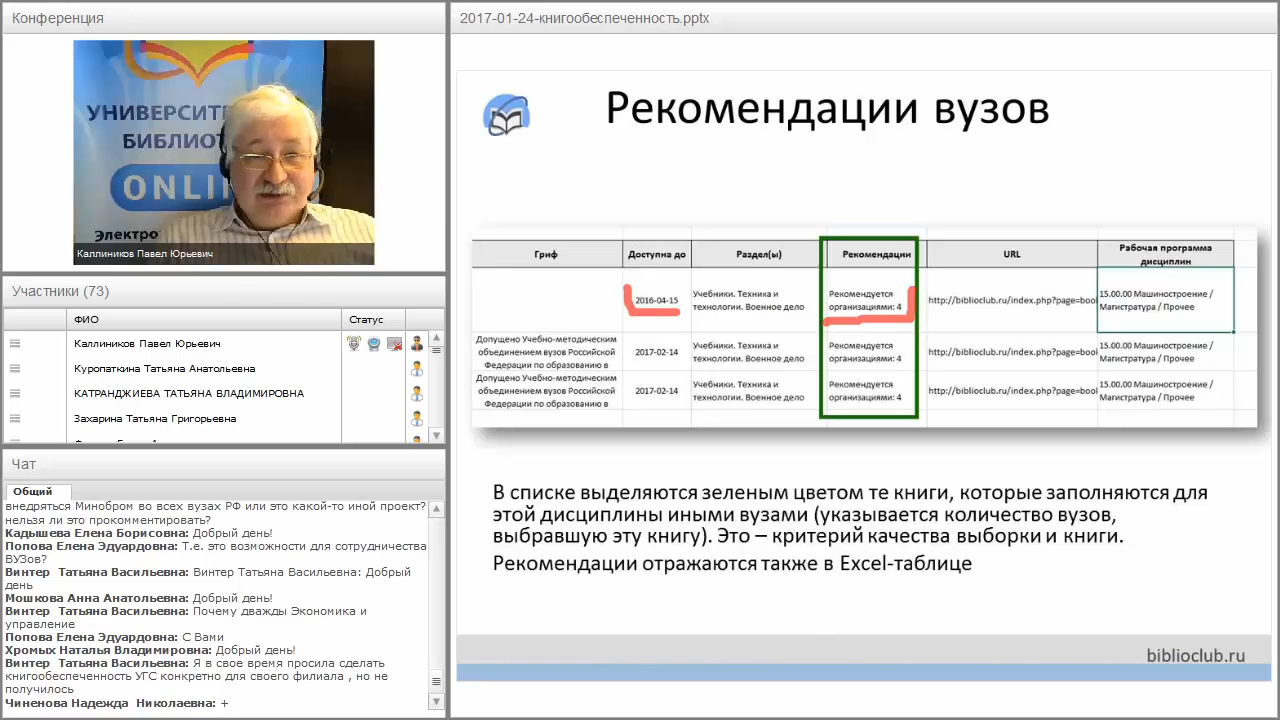 Конференция
УНИВЕРСИТЕ
БИБЛИО
ONLI
Электро
Каллиников Павел Юрьевич
Участники (73)
ФИО
Статус
Каллиников Павел Юрьевич
Куропаткина Татьяна Анатольевна
КАТРАНДЖИЕВА ТАТЬЯНА ВЛАДИМИРОВНА
Захарина Татьяна Григорьевна
Чат
Общий
внедряться Минобром во всех вузах РФ или это какой-то иной проект?
нельзя ли это прокомментировать?
Кадышева Елена Борисовна: Добрый день!
Попова Елена Эдуардовна: Т.е. это возможности для сотрудничества
ВУЗов?
Винтер Татьяна Васильевна: Винтер Татьяна Васильевна: Добрый
день
Мошкова Анна Анатольевна: Добрый день!
Винтер Татьяна Васильевна: Почему дважды Экономика и
управление
Попова Елена Эдуардовна: С Вами
Хромых Наталья Владимировна: Добрый день!
Винтер Татьяна Васильевна: Я в свое время просила сделать
книгообеспеченность УГС конкретно для своего филиала , но не
получилось
Чиненова Надежда Николаевна: +
2017-01-24-книгообеспеченность.pptx
Рекомендации вузов
Гриф
Доступна до
Раздел(ы)
Рекомендации
URL
Рабочая программа
дисциплин
2016-04-15
Учебники. Техника и
технологии. Военное дело
Рекомендуется
организациями: 4
http://biblioclub.ru/index.php?page=boo
15.00.00 Машиностроение /
Магистратура / Прочее
Допущено Учебно-методическим
объединением вузов Российской
Федерации по образованию в
2017-02-14
Учебники. Техника и
технологии. Военное дело
Рекомендуется
организациями: 4
http://biblioclub.ru/index.php?page=boo
15.00.00 Машиностроение /
Магистратура / Прочее
Допущено Учебно-методическим
объединением вузов Российской
Федерации по образованию в
2017-02-14
Учебники. Техника и
технологии. Военное дело
Рекомендуется
организациями: 4
http://biblioclub.ru/index.php?page=boo
15.00.00 Машиностроение /
Магистратура / Прочее
В списке выделяются зеленым цветом те книги, которые заполняются для
этой дисциплины иными вузами (указывается количество вузов,
выбравшую эту книгу). Это – критерий качества выборки и книги.
Рекомендации отражаются также в Excel-таблице
biblioclub.ru